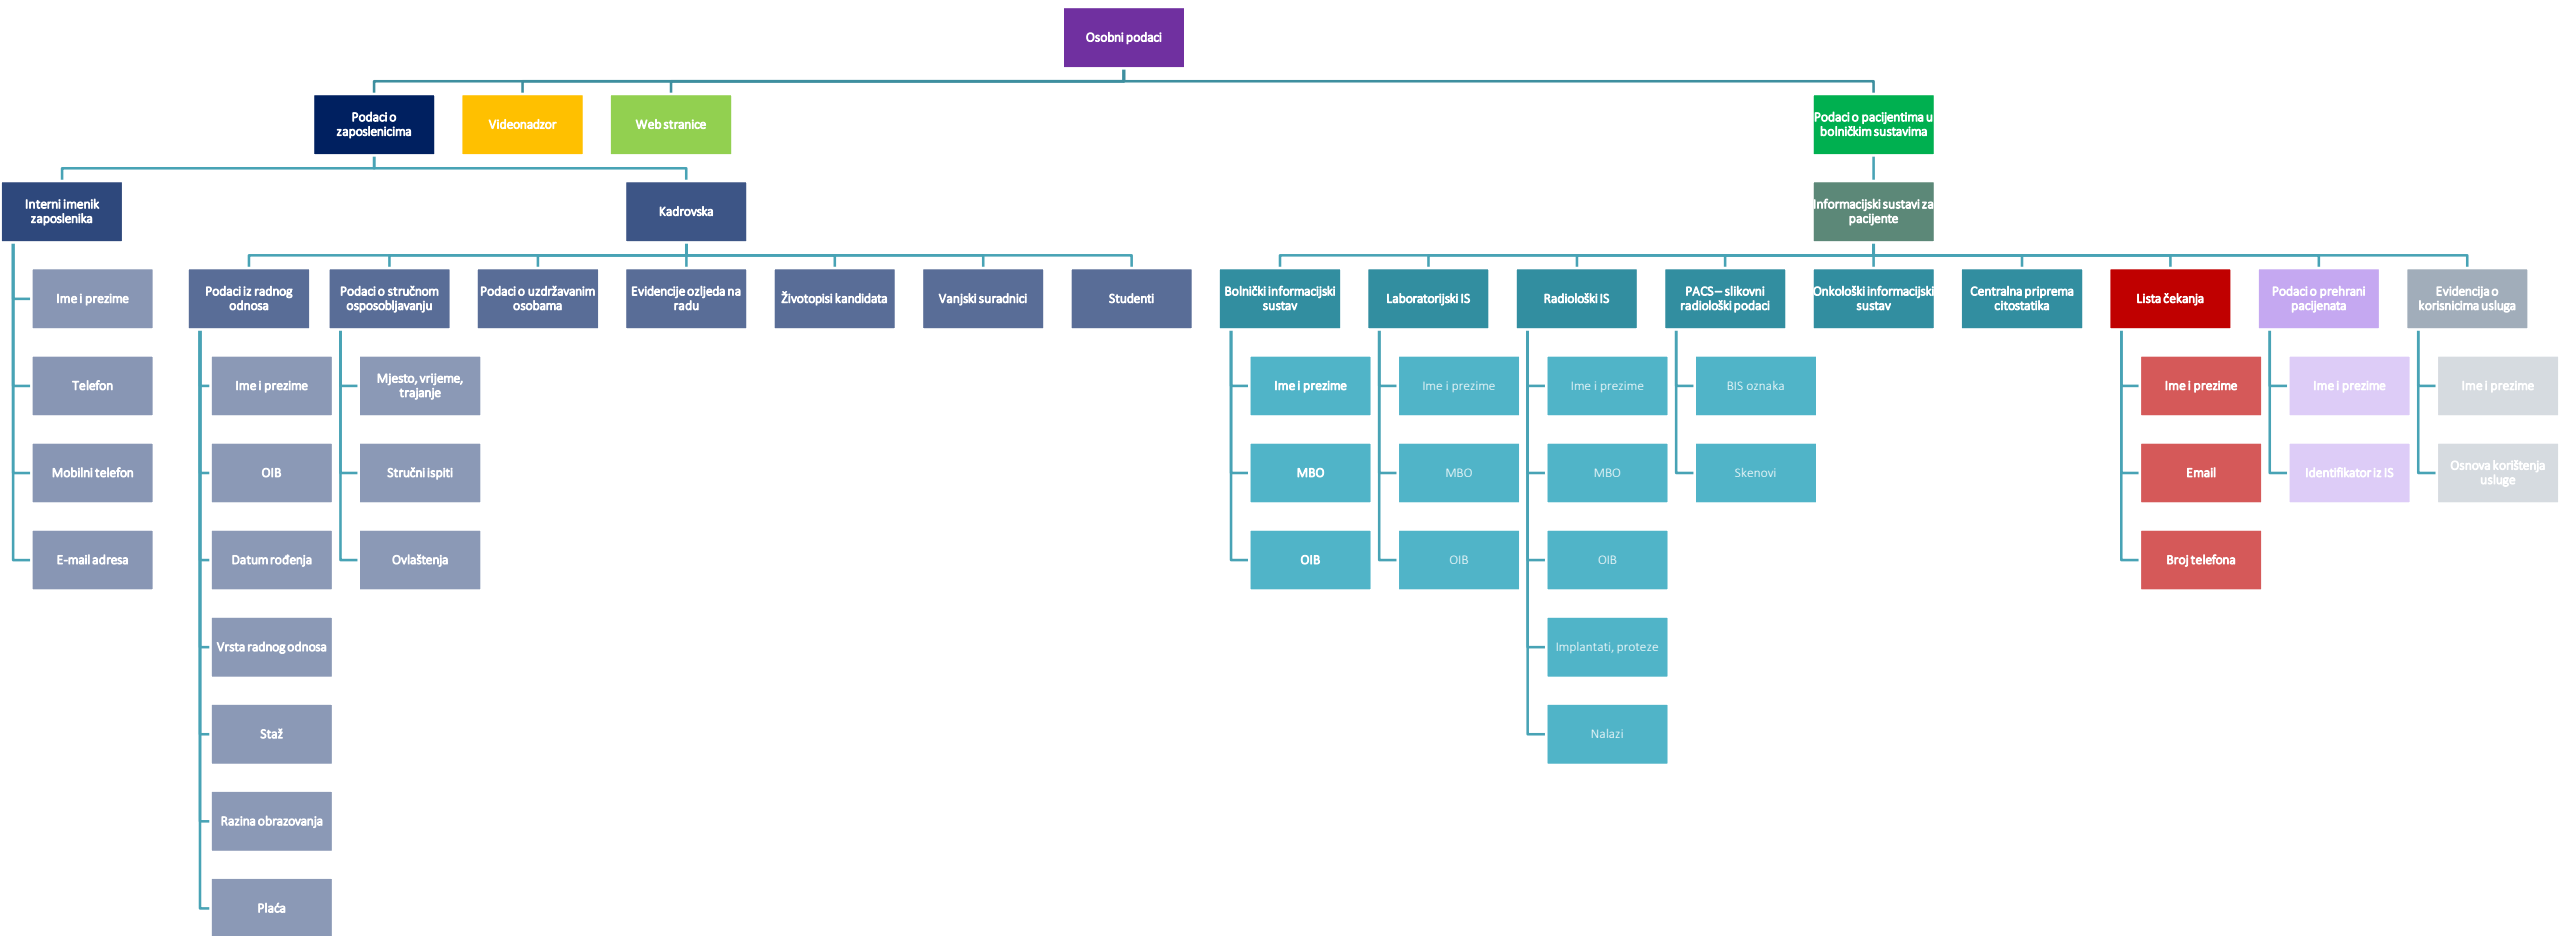 Osobni podaci
Podaci o
zaposlenicima
Videonadzor
Web stranice
Podaci o pacijentima u
bolničkim sustavima
Interni imenik
zaposlenika
Kadrovska
Informacijski sustavi za
pacijente
Ime i prezime
Telefon
Mobilni telefon
E-mail adresa
Podaci iz radnog
odnosa
Ime i prezime
OIB
Datum rođenja
Vrsta radnog odnosa
Staž
Razina obrazovanja
Plaća
Podaci o stručnom
osposobljavanju
Mjesto, vrijeme,
trajanje
Stručni ispiti
Ovlaštenja
Podaci o uzdržavanim
osobama
Evidencije ozljeda na
radu
Životopisi kandidata
Vanjski suradnici
Studenti
Bolnički informacijski
sustav
Ime i prezime
MBO
OIB
Laboratorijski IS
Ime i prezime
MBO
OIB
Radiološki IS
Ime i prezime
MBO
OIB
Implantati, proteze
Nalazi
PACS – slikovni
radiološki podaci
BIS oznaka
Skenovi
Onkološki informacijski
sustav
Centralna priprema
citostatika
Lista čekanja
Ime i prezime
Email
Broj telefona
Podaci o prehrani
pacijenata
Ime i prezime
Identifikator iz IS
Evidencija o
korisnicima usluga
Ime i prezime
Osnova korištenja
usluge